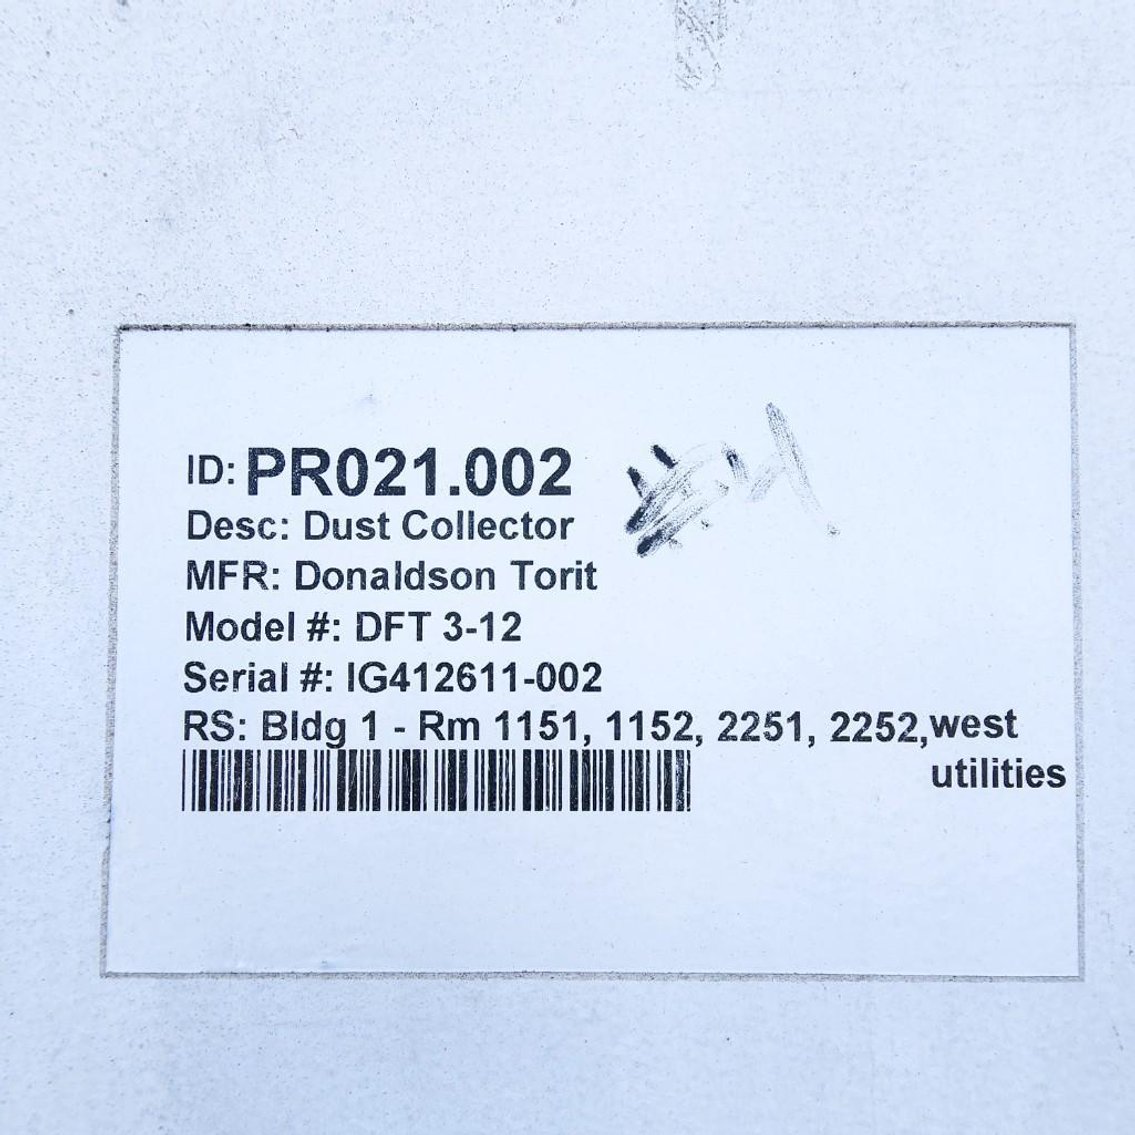 ID: PR021.002
Desc: Dust Collector
MFR: Donaldson Torit
Model #: DFT 3-12
Serial #: IG412611-002
RS: Bldg 1 - Rm 1151, 1152, 2251, 2252, west
utilities